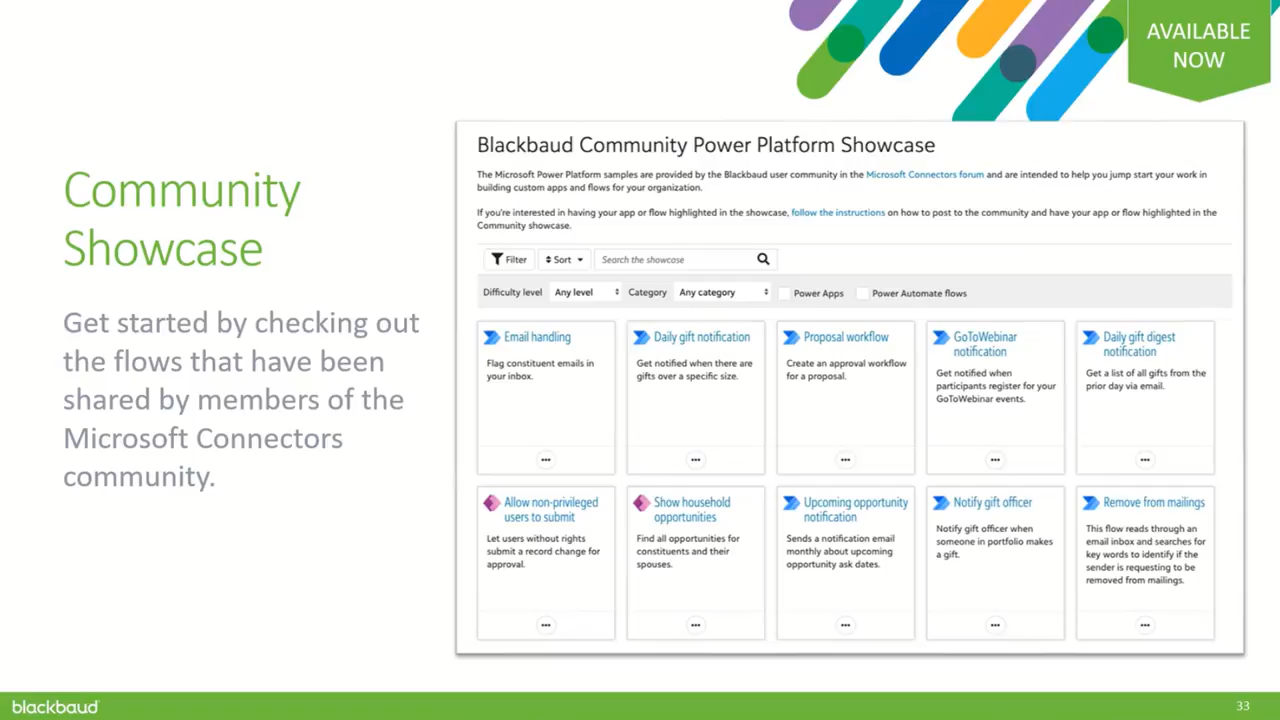 AVAILABLE
NOW
Community
Showcase
Get started by checking out
the flows that have been
shared by members of the
Microsoft Connectors
community.
Blackbaud Community Power Platform Showcase
The Microsoft Power Platform samples are provided by the Blackbaud user community in the Microsoft Connectors forum and are intended to help you jump start your work in
building custom apps and flows for your organization.
If you're interested in having your app or flow highlighted in the showcase, follow the instructions on how to post to the community and have your app or flow highlighted in the
Community showcase.
Filter Sort Search the showcase
Difficulty level Any level Category Any category Power Apps Power Automate flows
Email handling
Flag constituent emails in
your inbox.
Daily gift notification
Get notified when there are
gifts over a specific size.
Proposal workflow
Create an approval workflow
for a proposal.
GoToWebinar
notification
Get notified when
participants register for your
GoToWebinar events.
Daily gift digest
notification
Get a list of all gifts from the
prior day via email.
Allow non-privileged
users to submit
Let users without rights
submit a record change for
approval.
Show household
opportunities
Find all opportunities for
constituents and their
spouses.
Upcoming opportunity
notification
Sends a notification email
monthly about upcoming
opportunity ask dates.
Notify gift officer
Notify gift officer when
someone in portfolio makes
a gift.
Remove from mailings
This flow reads through an
email inbox and searches for
key words to identify if the
sender is requesting to be
removed from mailings.
blackbaud
33